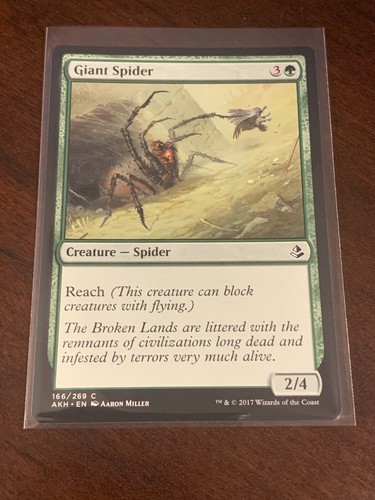 Giant Spider 3
Creature — Spider
Reach (This creature can block
creatures with flying.)
The Broken Lands are littered with the
remnants of civilizations long dead and
infested by terrors very much alive.
2/4
166/269 C
AKH • EN Aaron Miller
™ & © 2017 Wizards of the Coast